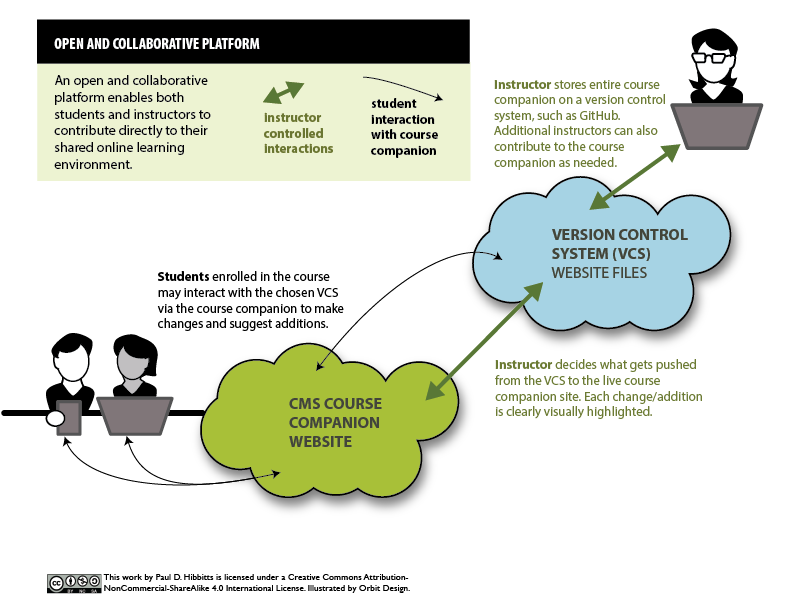 OPEN AND COLLABORATIVE PLATFORM
An open and collaborative
platform enables both
students and instructors to
contribute directly to their
shared online learning
environment.
instructor
controlled
interactions
student
interaction
with course
companion
Instructor stores entire course
companion on a version control
system, such as GitHub.
Additional instructors can also
contribute to the course
companion as needed.
VERSION CONTROL
SYSTEM (VCS)
WEBSITE FILES
Students enrolled in the course
may interact with the chosen VCS
via the course companion to make
changes and suggest additions.
Instructor decides what gets pushed
from the VCS to the live course
companion site. Each change/addition
is clearly visually highlighted.
CMS COURSE
COMPANION
WEBSITE
cc
BY NC SA
This work by Paul D. Hibbitts is licensed under a Creative Commons Attribution-
NonCommercial-ShareAlike 4.0 International License. Illustrated by Orbit Design.